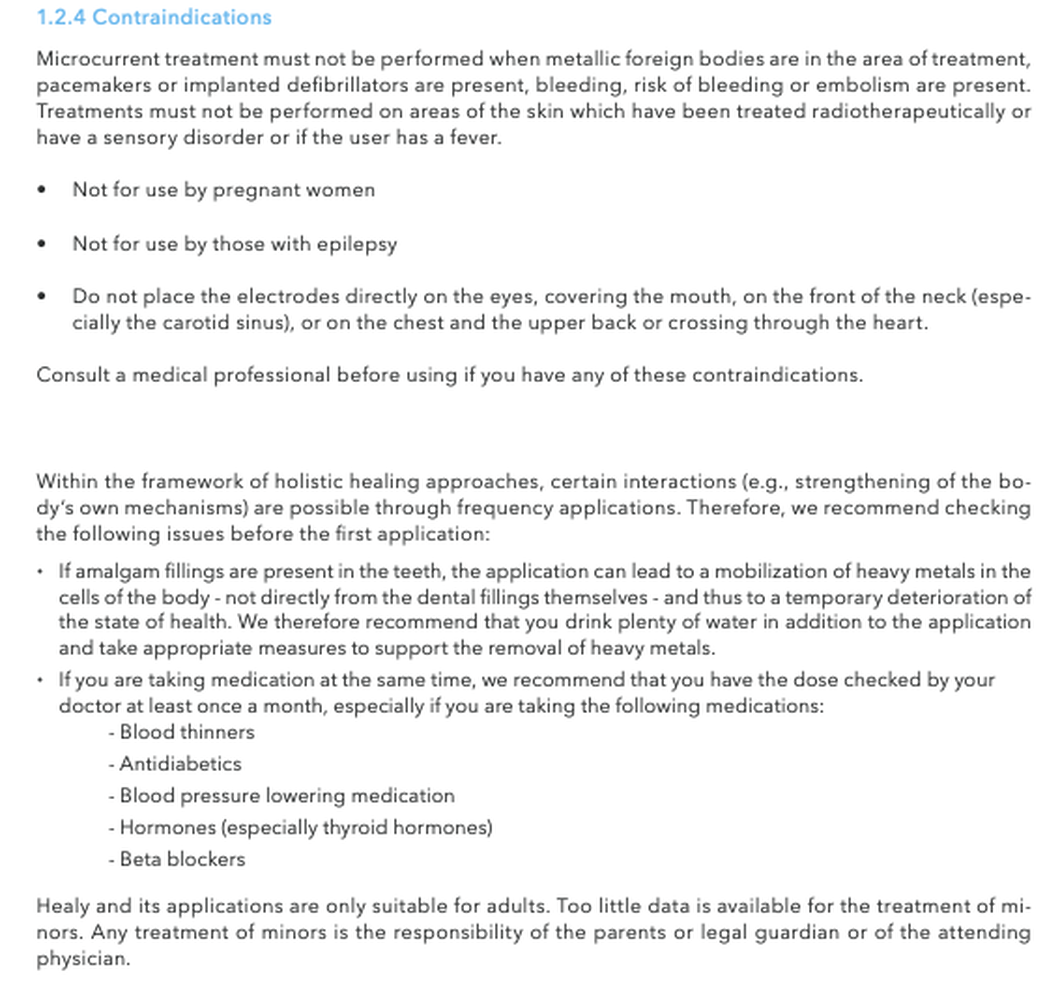 1.2.4 Contraindications
Microcurrent treatment must not be performed when metallic foreign bodies are in the area of treatment,
pacemakers or implanted defibrillators are present, bleeding, risk of bleeding or embolism are present.
Treatments must not be performed on areas of the skin which have been treated radiotherapeutically or
have a sensory disorder or if the user has a fever.
• Not for use by pregnant women
• Not for use by those with epilepsy
• Do not place the electrodes directly on the eyes, covering the mouth, on the front of the neck (espe-
cially the carotid sinus), or on the chest and the upper back or crossing through the heart.
Consult a medical professional before using if you have any of these contraindications.
Within the framework of holistic healing approaches, certain interactions (e.g., strengthening of the bo-
dy's own mechanisms) are possible through frequency applications. Therefore, we recommend checking
the following issues before the first application:
• If amalgam fillings are present in the teeth, the application can lead to a mobilization of heavy metals in the
cells of the body - not directly from the dental fillings themselves - and thus to a temporary deterioration of
the state of health. We therefore recommend that you drink plenty of water in addition to the application
and take appropriate measures to support the removal of heavy metals.
• If you are taking medication at the same time, we recommend that you have the dose checked by your
doctor at least once a month, especially if you are taking the following medications:
- Blood thinners
- Antidiabetics
- Blood pressure lowering medication
- Hormones (especially thyroid hormones)
- Beta blockers
Healy and its applications are only suitable for adults. Too little data is available for the treatment of mi-
nors. Any treatment of minors is the responsibility of the parents or legal guardian or of the attending
physician.